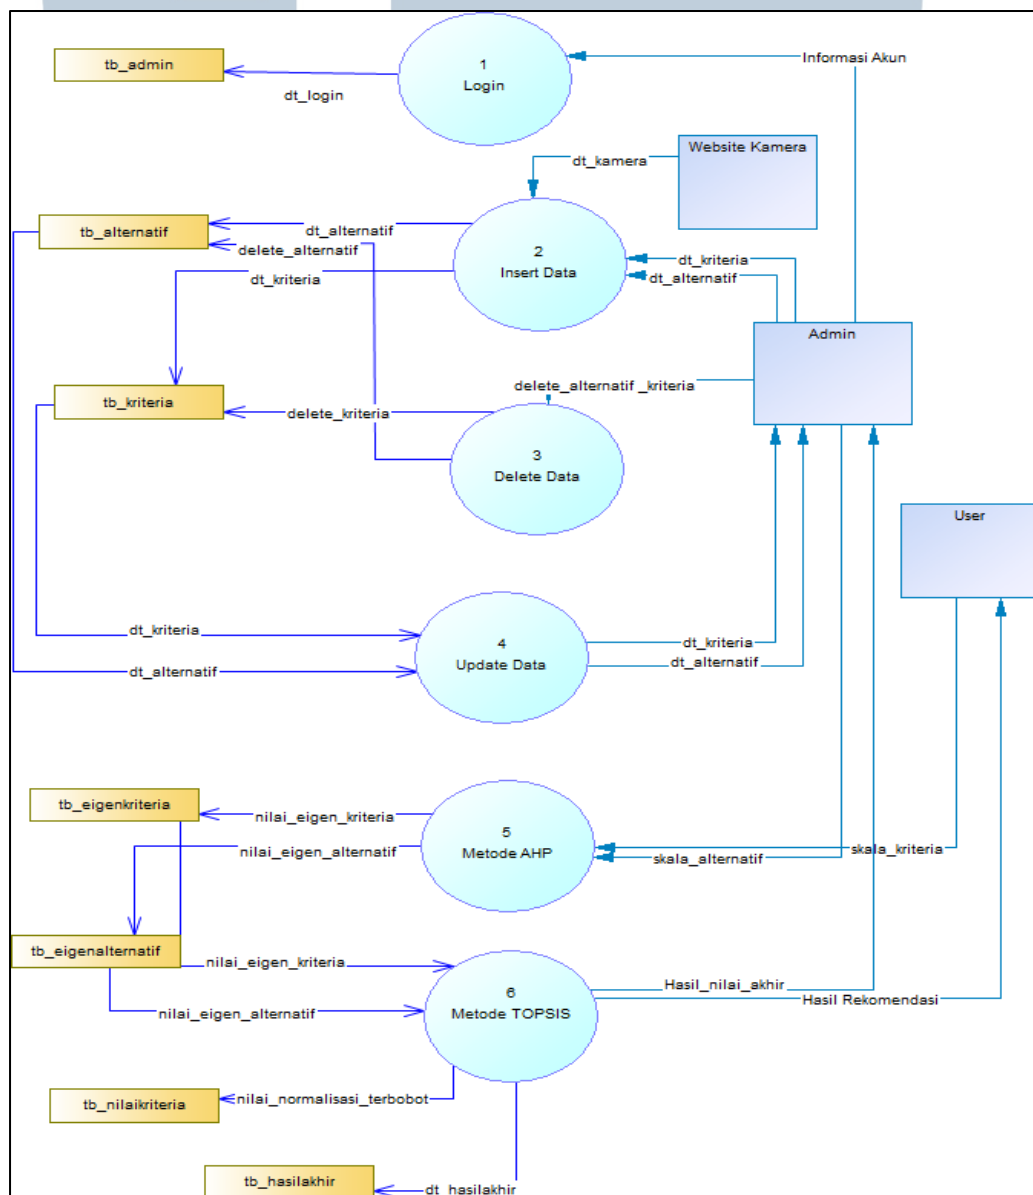 1
Login
Informasi Akun
tb_admin
dt_login
Website Kamera
dt_kamera
tb_alternatif
dt_alternatif
delete_alternatif
dt_kriteria
2
Insert Data
dt_kriteria
dt_alternatif
Admin
tb_kriteria
delete_kriteria
delete_alternatif _kriteria
3
Delete Data
User
dt_kriteria
dt_alternatif
4
Update Data
dt_kriteria
dt_alternatif
tb_eigenkriteria
nilai_eigen_kriteria
nilai_eigen_alternatif
5
Metode AHP
skala_kriteria
skala_alternatif
tb_eigenalternatif
nilai_eigen_kriteria
nilai_eigen_alternatif
6
Metode TOPSIS
Hasil_nilai_akhir
Hasil Rekomendasi
tb_nilaikriteria
nilai_normalisasi_terbobot
tb_hasilakhir
dt_hasilakhir